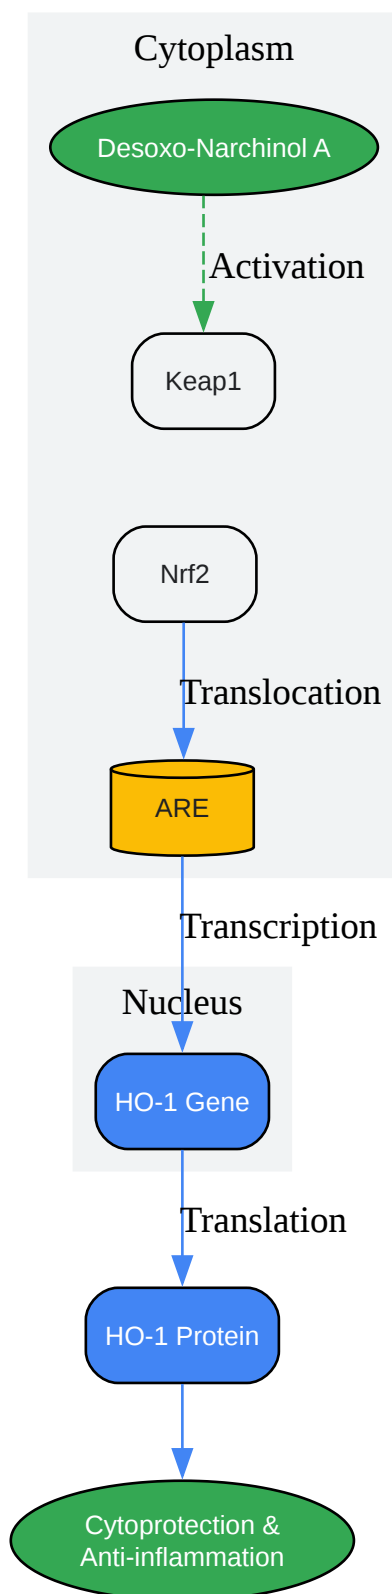 Cytoplasm
Desoxo-Narchinol A
Activation
Keap1
Nrf2
Translocation
ARE
Transcription
Nucleus
HO-1 Gene
Translation
HO-1 Protein
Cytoprotection &
Anti-inflammation